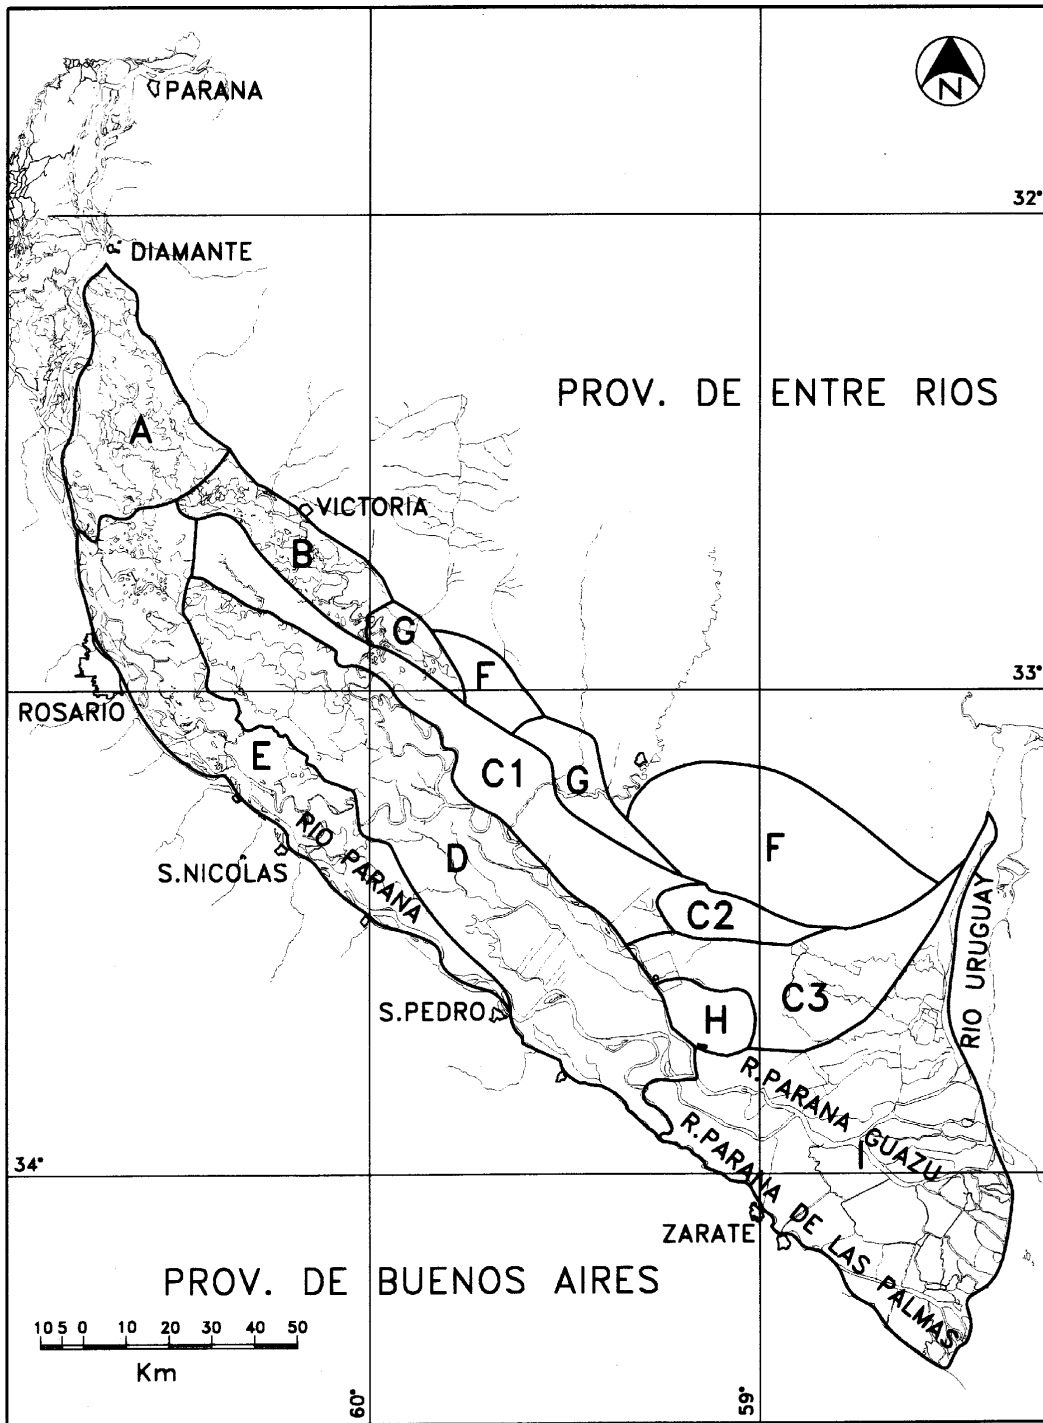 N
PARANA
32°
DIAMANTE
PROV. DE ENTRE RIOS
A
VICTORIA
B
G
F
33°
ROSARIO
E
C1
G
RIO PARANA
S.NICOLAS
D
F
C2
RIO URUGUAY
C3
S.PEDRO
H
R.PARANA GUAZU
R.PARANA DE LAS PALMAS
I
34°
ZARATE
PROV. DE BUENOS AIRES
10 5 0 10 20 30 40 50
Km
60°
59°